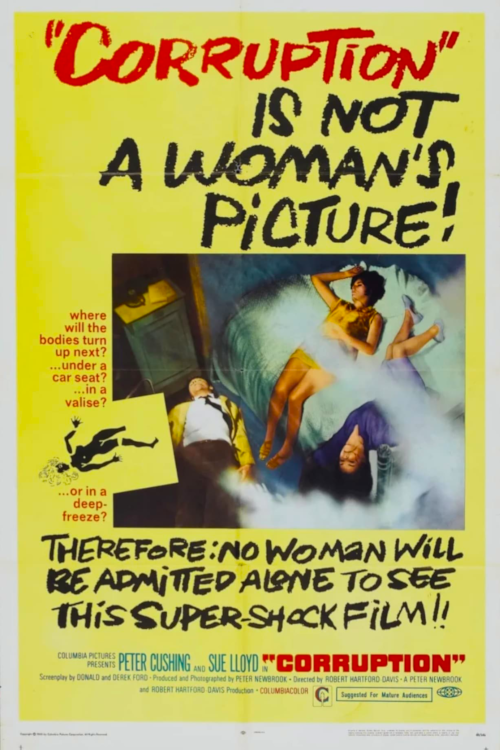 "CORRUPTION"
IS NOT
A WOMAN'S
PICTURE!
where
will the
bodies turn
up next?
...under a
car seat?
...in a
valise?
...or in a
deep-
freeze?
THEREFORE: NO WOMAN WILL
BE ADMITTED ALONE TO SEE
THIS SUPER-SHOCK FILM!!
COLUMBIA PICTURES
PRESENTS PETER CUSHING AND SUE LLOYD IN "CORRUPTION"
Screenplay by DONALD and DEREK FORD · Produced and Photographed by PETER NEWBROOK · Directed by ROBERT HARTFORD-DAVIS · A PETER NEWBROOK
and ROBERT HARTFORD-DAVIS Production · COLUMBIACOLOR Suggested For Mature Audiences